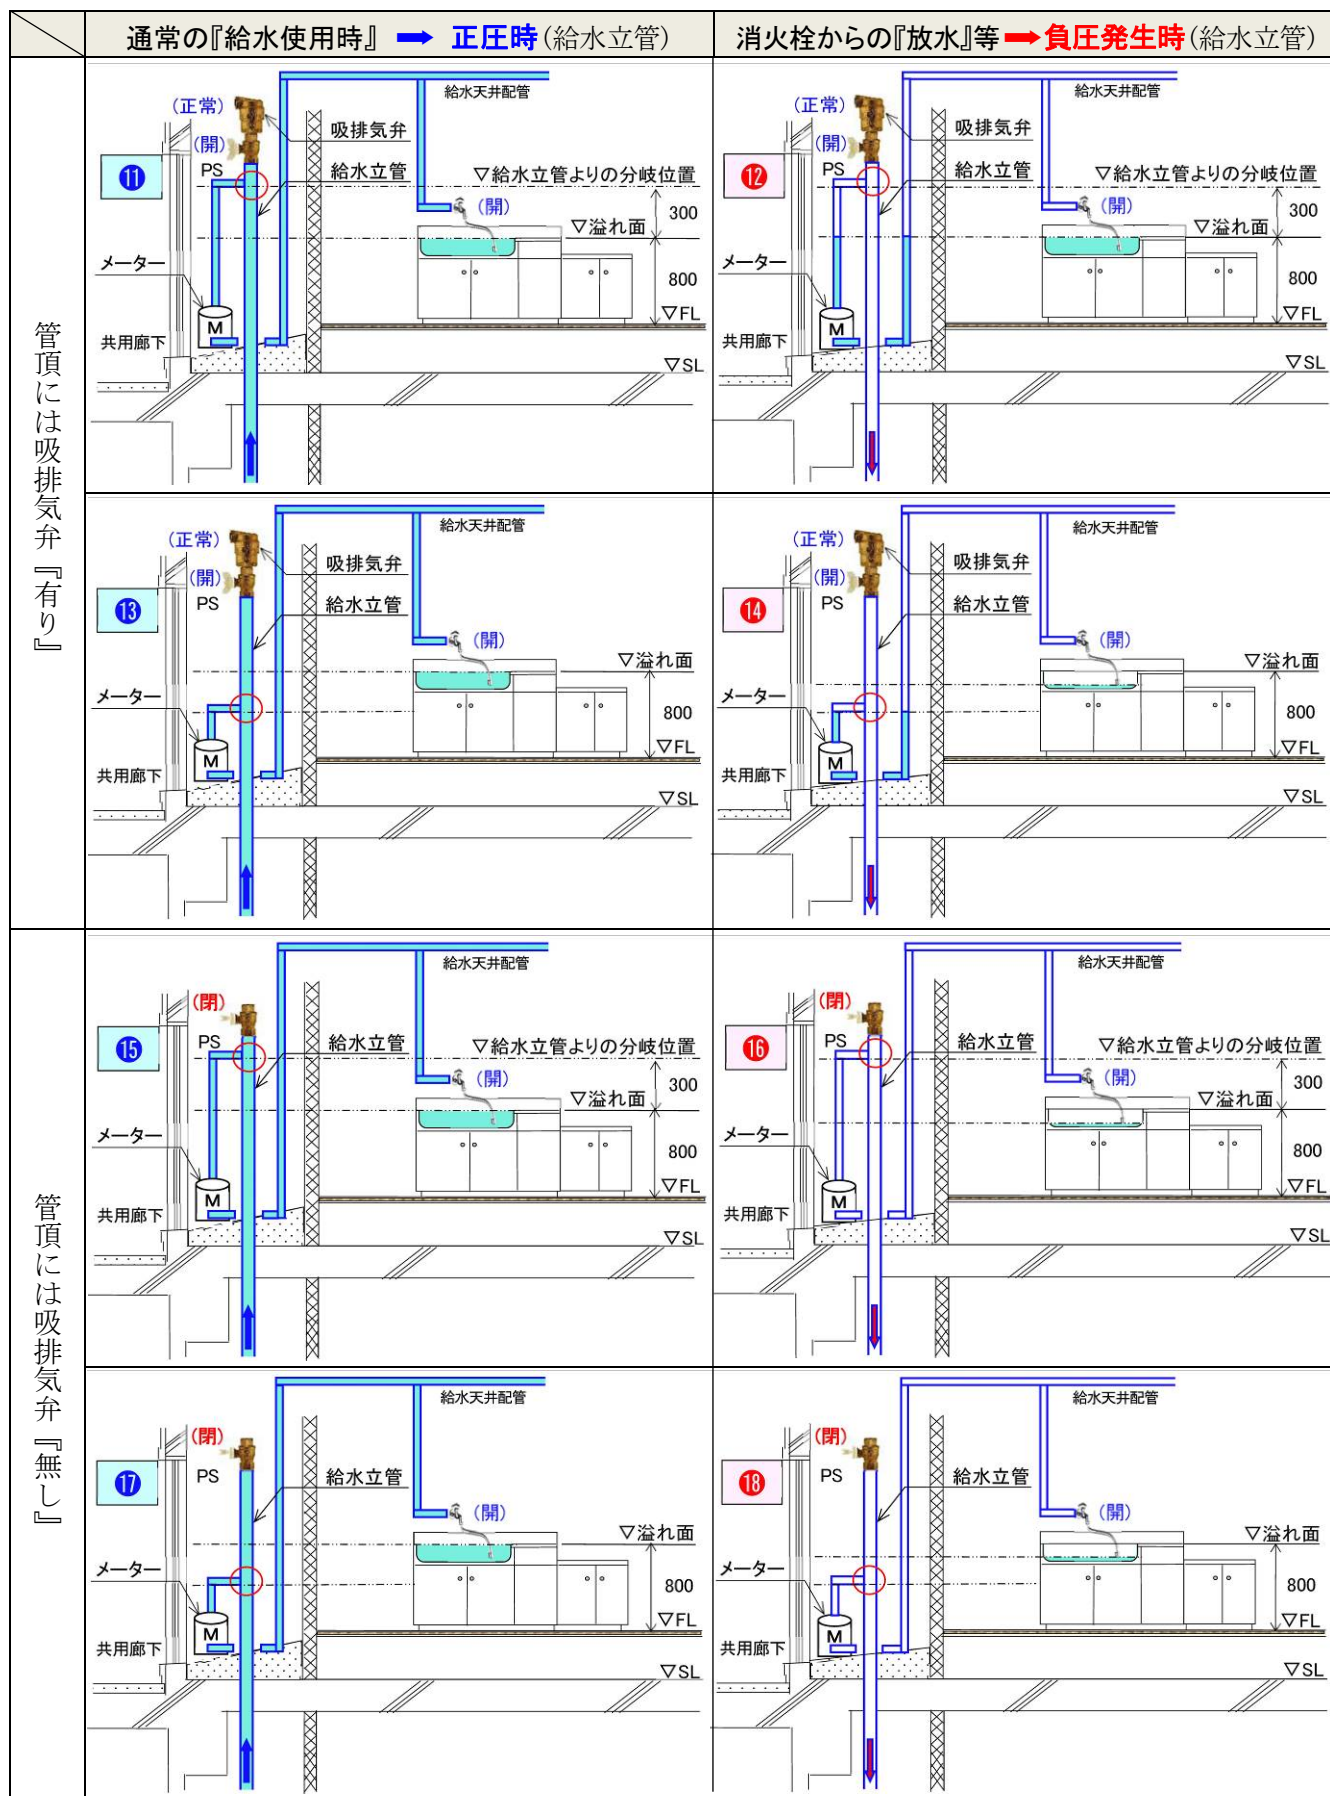 通常の『給水使用時』 ➡ 正圧時(給水立管)
消火栓からの『放水』等➡負圧発生時(給水立管)
管頂には吸排気弁『有り』
⓫
(正常)
(開)
PS
吸排気弁
給水立管
給水天井配管
▽給水立管よりの分岐位置
(開)
300
▽溢れ面
800
メーター
M
▽FL
共用廊下
▽SL
⓬
(正常)
(開)
PS
吸排気弁
給水立管
給水天井配管
▽給水立管よりの分岐位置
(開)
300
▽溢れ面
800
メーター
M
▽FL
共用廊下
▽SL
⓭
(正常)
(開)
PS
吸排気弁
給水立管
給水天井配管
(開)
▽溢れ面
800
メーター
M
▽FL
共用廊下
▽SL
⓮
(正常)
(開)
PS
吸排気弁
給水立管
給水天井配管
(開)
▽溢れ面
800
メーター
M
▽FL
共用廊下
▽SL
管頂には吸排気弁『無し』
⓯
(閉)
PS
給水立管
給水天井配管
▽給水立管よりの分岐位置
(開)
300
▽溢れ面
800
メーター
M
▽FL
共用廊下
▽SL
⓰
(閉)
PS
給水立管
給水天井配管
▽給水立管よりの分岐位置
(開)
300
▽溢れ面
800
メーター
M
▽FL
共用廊下
▽SL
⓱
(閉)
PS
給水立管
給水天井配管
(開)
▽溢れ面
800
メーター
M
▽FL
共用廊下
▽SL
⓲
(閉)
PS
給水立管
給水天井配管
(開)
▽溢れ面
800
メーター
M
▽FL
共用廊下
▽SL